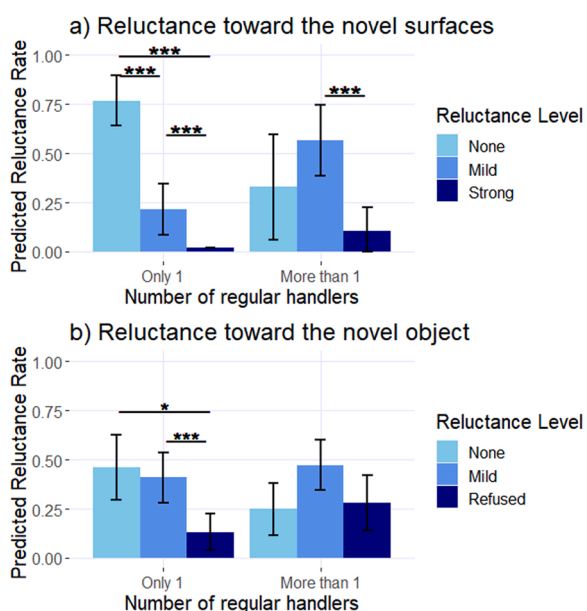 a) Reluctance toward the novel surfaces
Predicted Reluctance Rate
1.00
0.75
0.50
0.25
0.00
***
***
***
***
Only 1
More than 1
Number of regular handlers
Reluctance Level
None
Mild
Strong
b) Reluctance toward the novel object
Predicted Reluctance Rate
1.00
0.75
0.50
0.25
0.00
*
***
Only 1
More than 1
Number of regular handlers
Reluctance Level
None
Mild
Refused